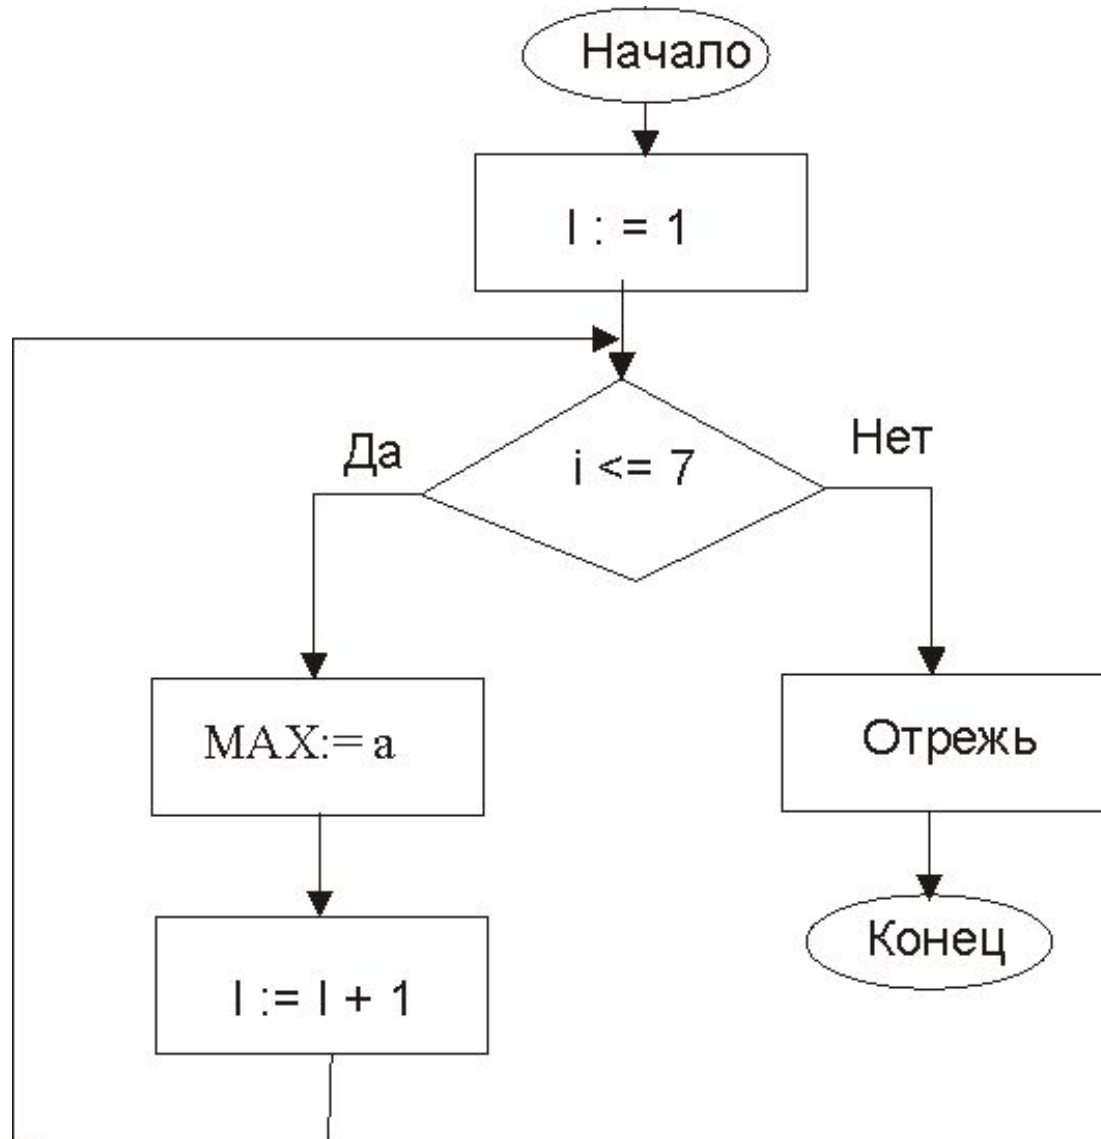 Начало
I : = 1
Да
i <= 7
Нет
MAX:= a
Отрежь
I := I + 1
Конец